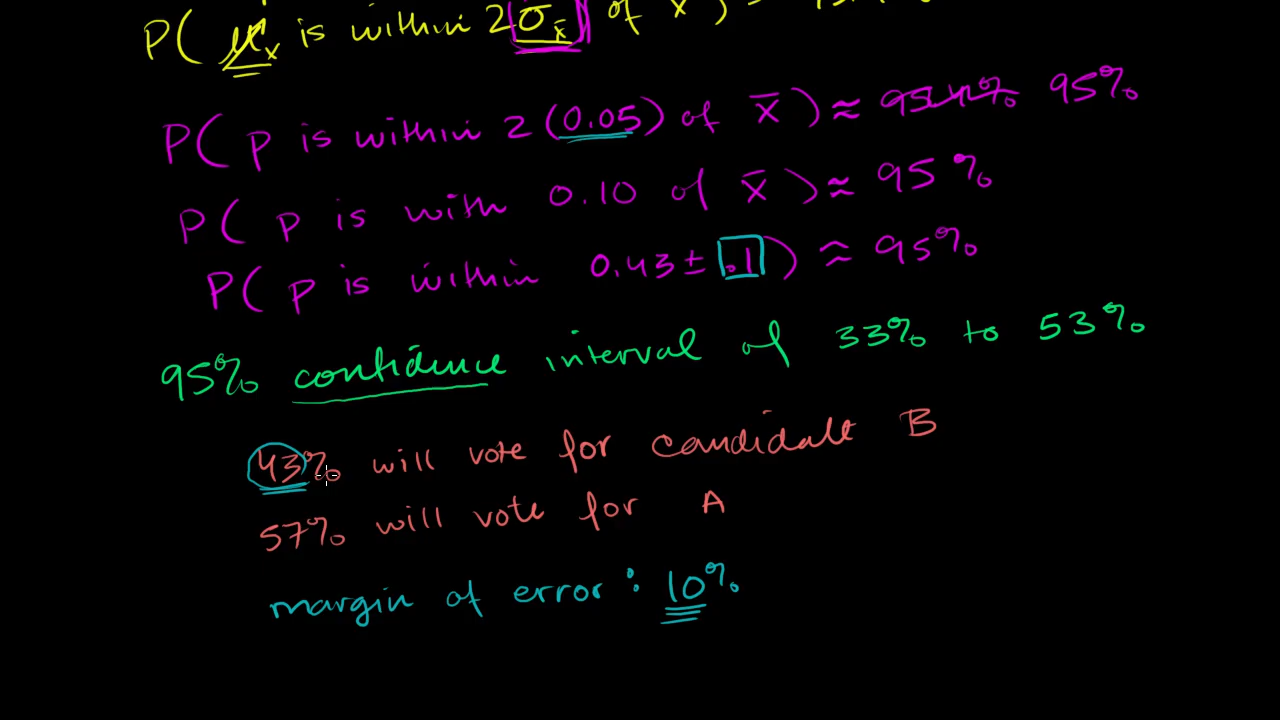 P( μx is within 2σx̄ of x̄ ) =
P( p is within 2 (0.05) of x̄ ) ≈ 95.4% 95%
P( p is with 0.10 of x̄ ) ≈ 95%
P( p is within 0.43 ± .1 ) ≈ 95%
95% confidence interval of 33% to 53%
43% will vote for candidate B
57% will vote for A
margin of error : 10%